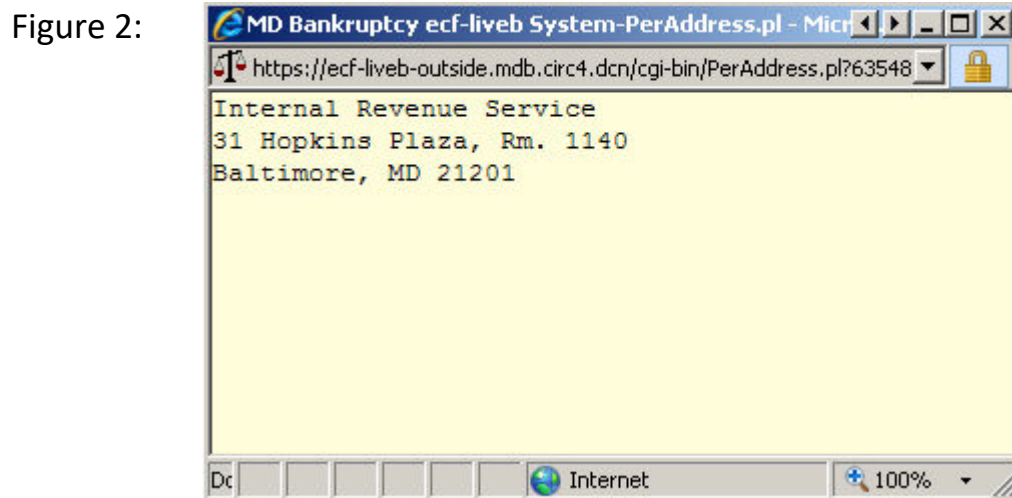 Figure 2:
MD Bankruptcy ecf-liveb System-PerAddress.pl - Micr
https://ecf-liveb-outside.mdb.circ4.dcn/cgi-bin/PerAddress.pl?63548
Internal Revenue Service
31 Hopkins Plaza, Rm. 1140
Baltimore, MD 21201
Internet 100%